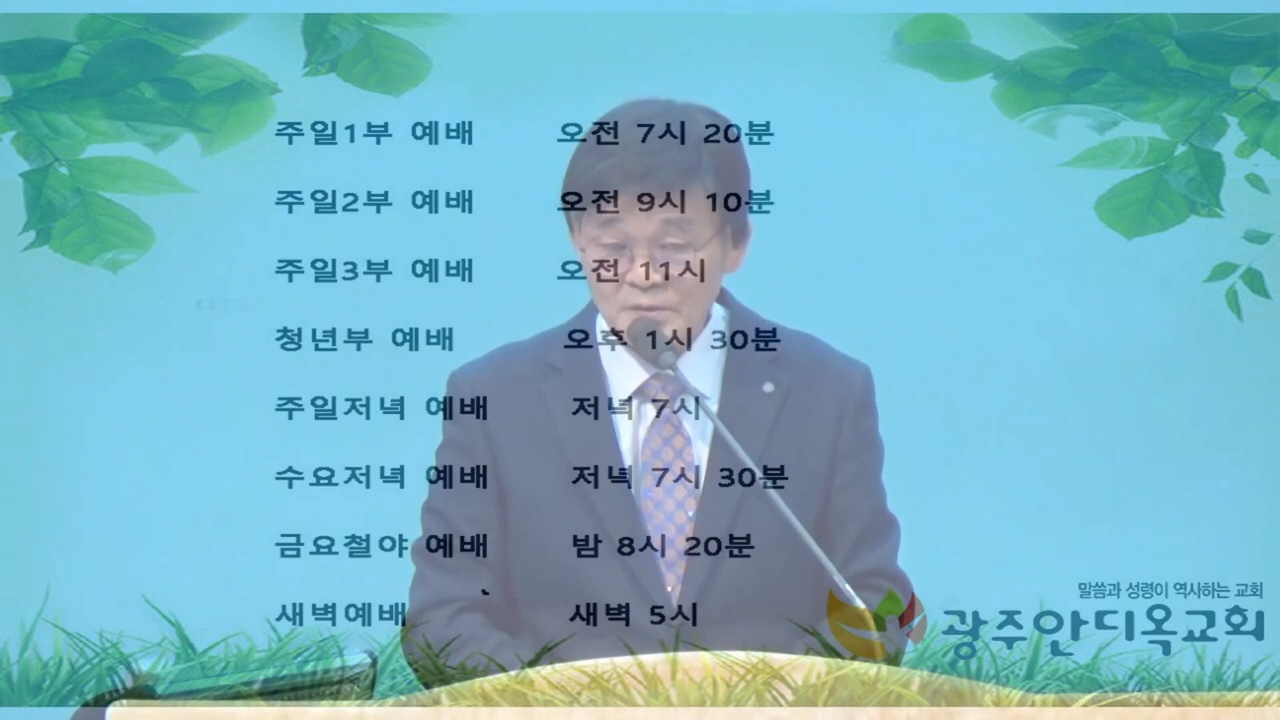 주일1부 예배 오전 7시 20분
주일2부 예배 오전 9시 10분
주일3부 예배 오전 11시
청년부 예배 오후 1시 30분
주일저녁 예배 저녁 7시
수요저녁 예배 저녁 7시 30분
금요철야 예배 밤 8시 20분
새벽예배 새벽 5시
말씀과 성령이 역사하는 교회
광주안디옥교회